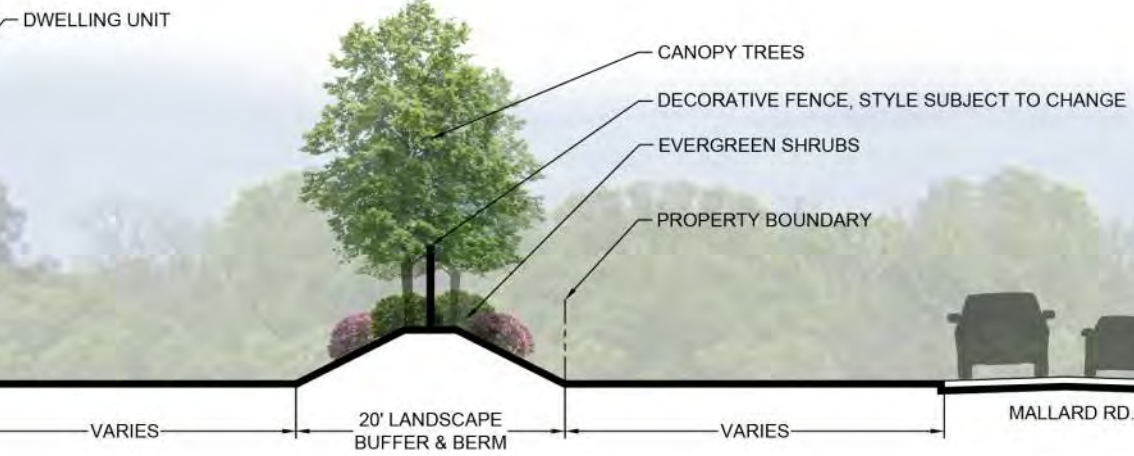 DWELLING UNIT
CANOPY TREES
DECORATIVE FENCE, STYLE SUBJECT TO CHANGE
EVERGREEN SHRUBS
PROPERTY BOUNDARY
VARIES
20' LANDSCAPE
BUFFER & BERM
VARIES
MALLARD RD.